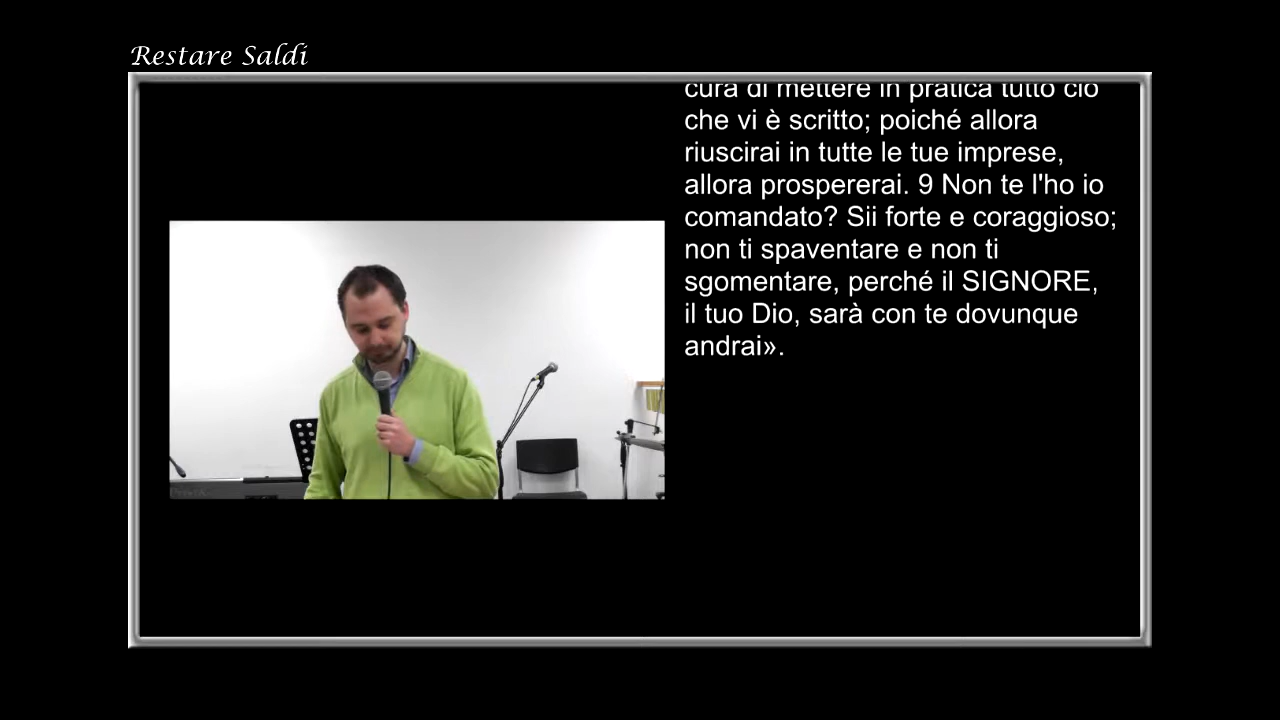 Restare Saldi
cura di mettere in pratica tutto ciò
che vi è scritto; poiché allora
riuscirai in tutte le tue imprese,
allora prospererai. 9 Non te l'ho io
comandato? Sii forte e coraggioso;
non ti spaventare e non ti
sgomentare, perché il SIGNORE,
il tuo Dio, sarà con te dovunque
andrai».